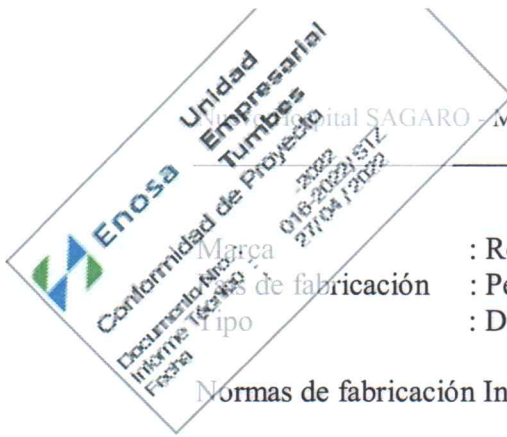 Enosa
Unidad
Empresarial
Tumbes
Conformidad de Proyecto
Documento Nro.: -2022
Informe Técnico : 016-2022/STZ
Fecha 27/04/2022
Hospital SAGARO - M
Marca : R
de fabricación : Pe
Tipo : D
Normas de fabricación In